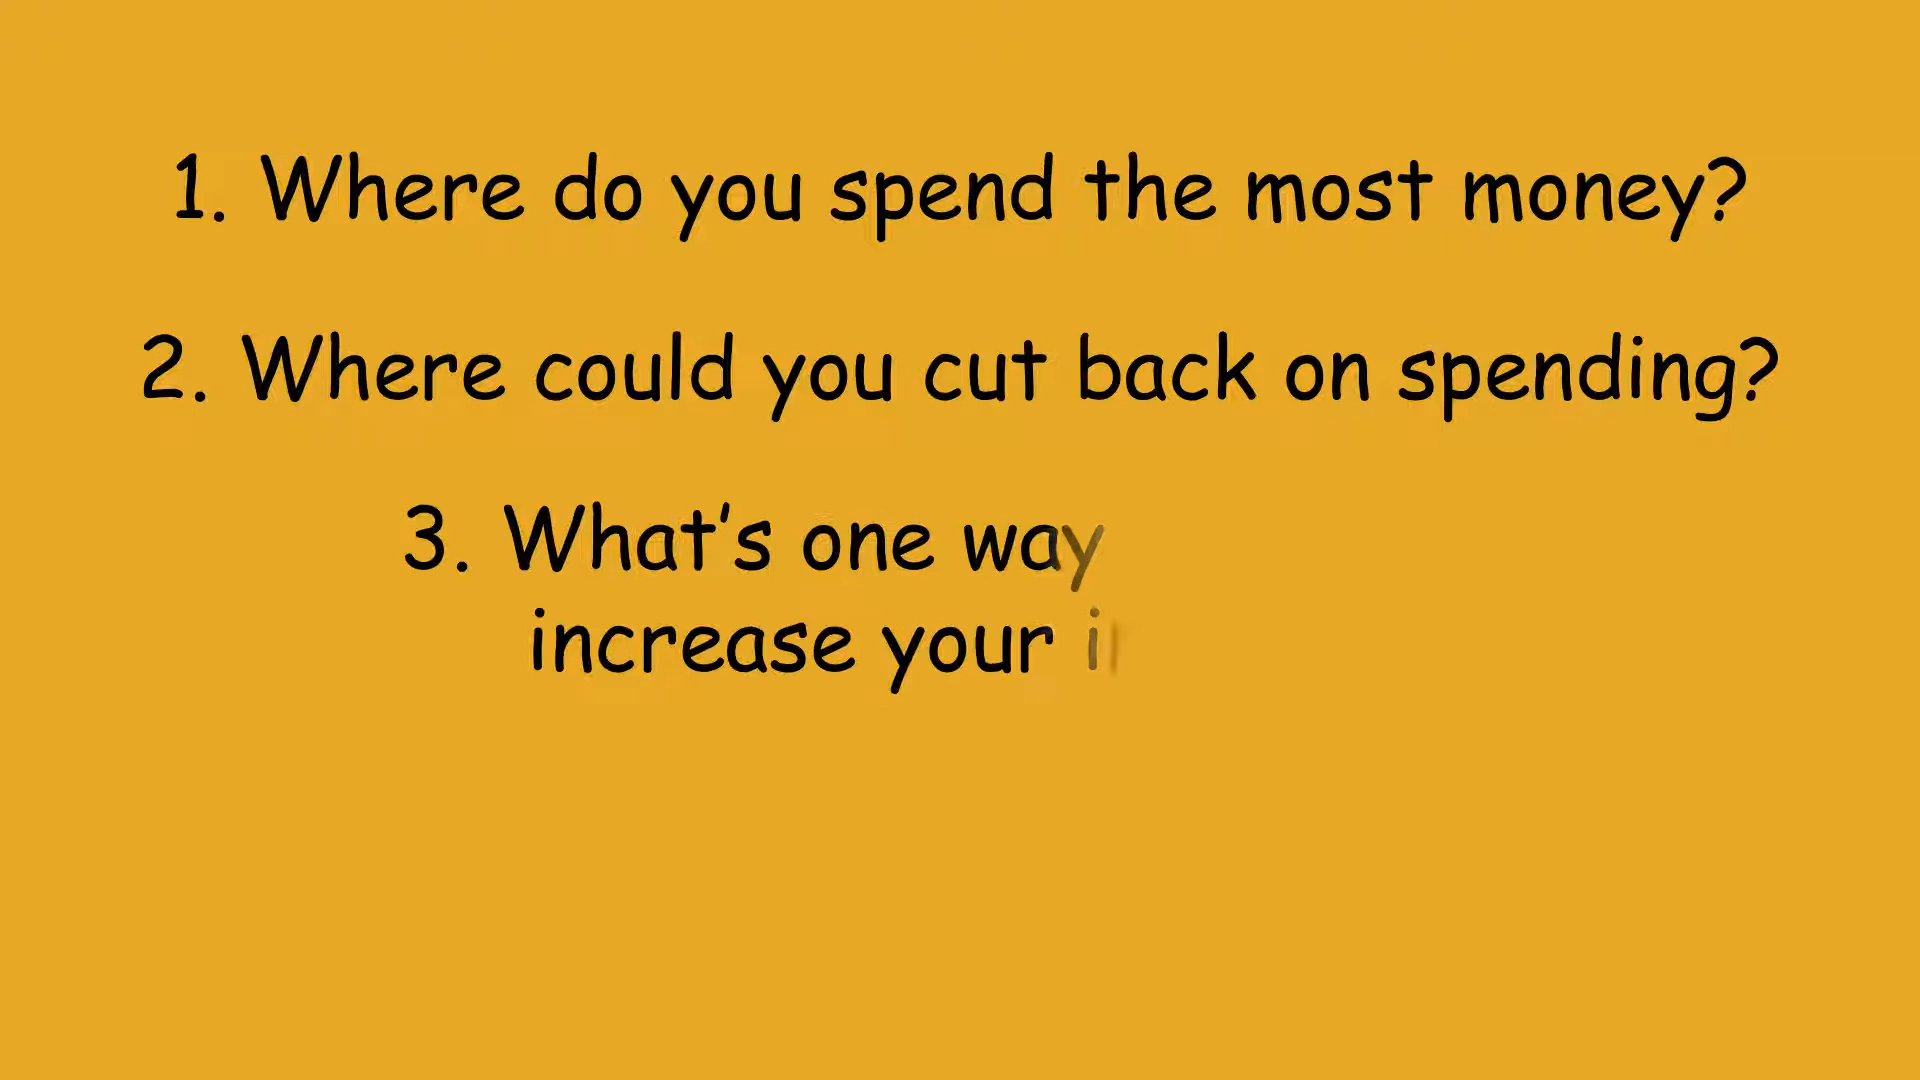 1. Where do you spend the most money?
2. Where could you cut back on spending?
3. What's one way
increase your